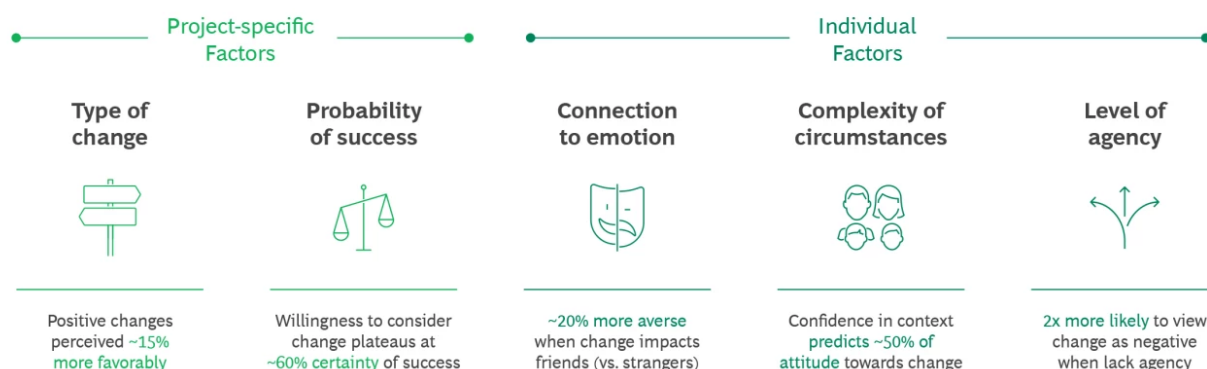 Project-specific
Factors
Individual
Factors
Type of
change
Probability
of success
Connection
to emotion
Complexity of
circumstances
Level of
agency
Positive changes
perceived ~15%
more favorably
Willingness to consider
change plateaus at
~60% certainty of success
~20% more averse
when change impacts
friends (vs. strangers)
Confidence in context
predicts ~50% of
attitude towards change
2x more likely to view
change as negative
when lack agency